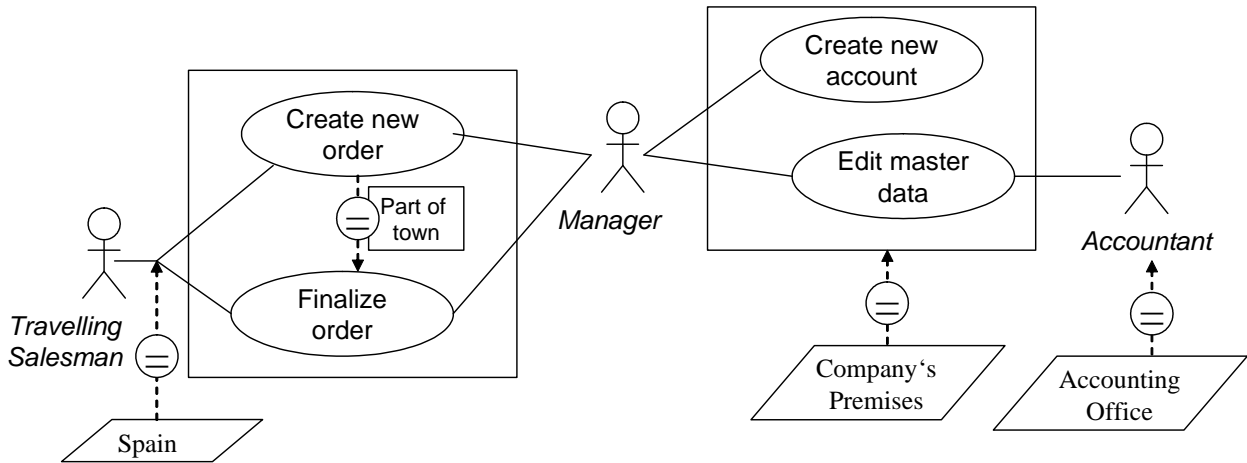 Create new
order
Part of
town
Finalize
order
Travelling
Salesman
Spain
Manager
Create new
account
Edit master
data
Accountant
Company‘s
Premises
Accounting
Office